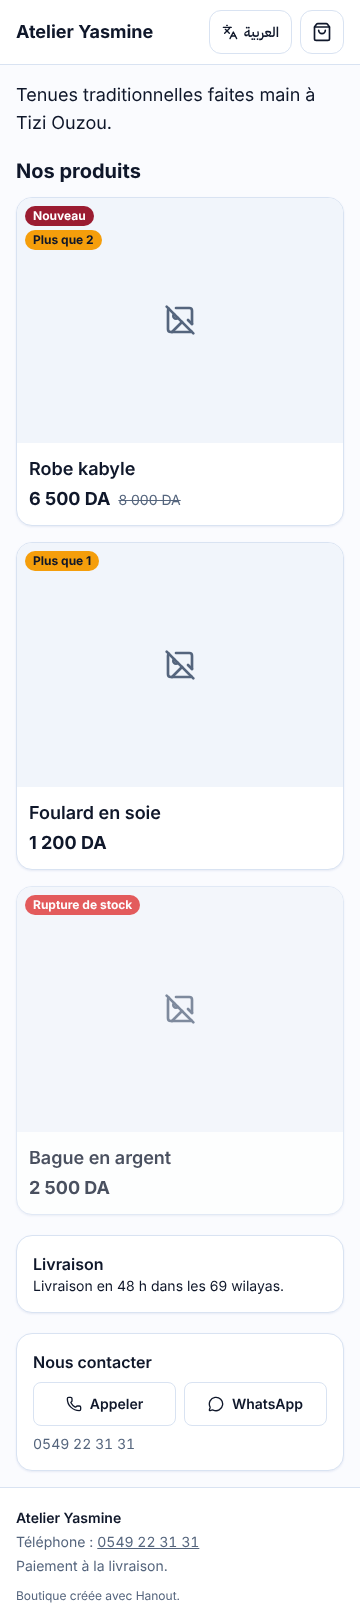 Atelier Yasmine
العربية
Tenues traditionnelles faites main à
Tizi Ouzou.
Nos produits
Nouveau
Plus que 2
Robe kabyle
6 500 DA 8 000 DA
Plus que 1
Foulard en soie
1 200 DA
Rupture de stock
Bague en argent
2 500 DA
Livraison
Livraison en 48 h dans les 69 wilayas.
Nous contacter
Appeler
WhatsApp
0549 22 31 31
Atelier Yasmine
Téléphone : 0549 22 31 31
Paiement à la livraison.
Boutique créée avec Hanout.